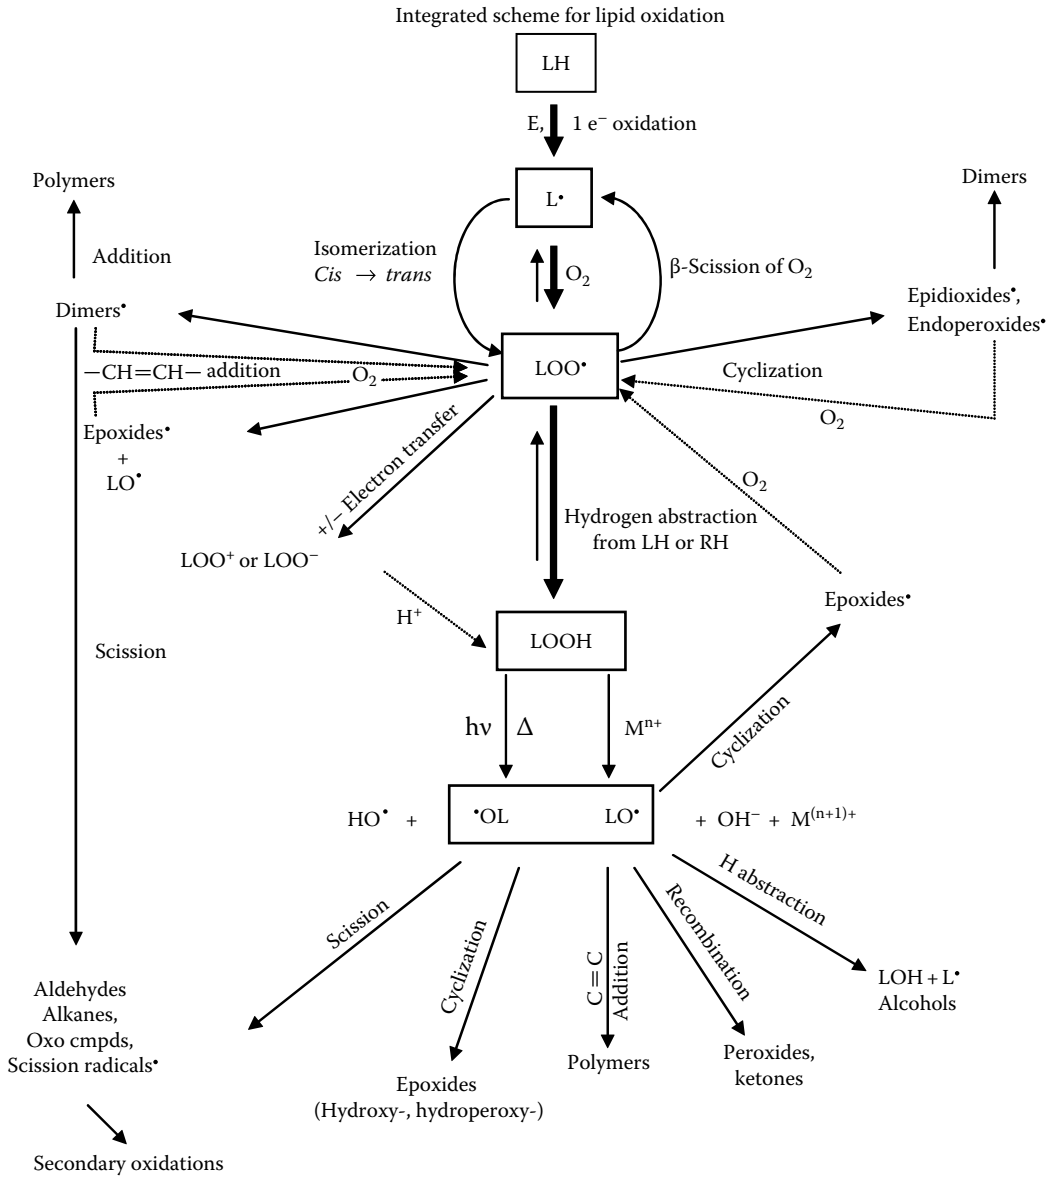 Integrated scheme for lipid oxidation
LH
E, 1 e⁻ oxidation
Polymers
L•
Dimers
Addition
Isomerization
Cis → trans
O₂
β-Scission of O₂
Dimers•
Epidioxides•,
Endoperoxides•
LOO•
—CH=CH— addition
O₂
Cyclization
O₂
Epoxides•
+
LO•
+/− Electron transfer
O₂
Hydrogen abstraction
from LH or RH
LOO⁺ or LOO⁻
H⁺
Epoxides•
LOOH
Scission
hν Δ
Mⁿ⁺
Cyclization
HO• +
•OL LO•
+ OH⁻ + M⁽ⁿ⁺¹⁾⁺
Scission
Cyclization
C=C
Addition
Recombination
H abstraction
LOH + L•
Alcohols
Aldehydes
Alkanes,
Oxo cmpds,
Scission radicals•
Polymers
Peroxides,
ketones
Epoxides
(Hydroxy-, hydroperoxy-)
Secondary oxidations